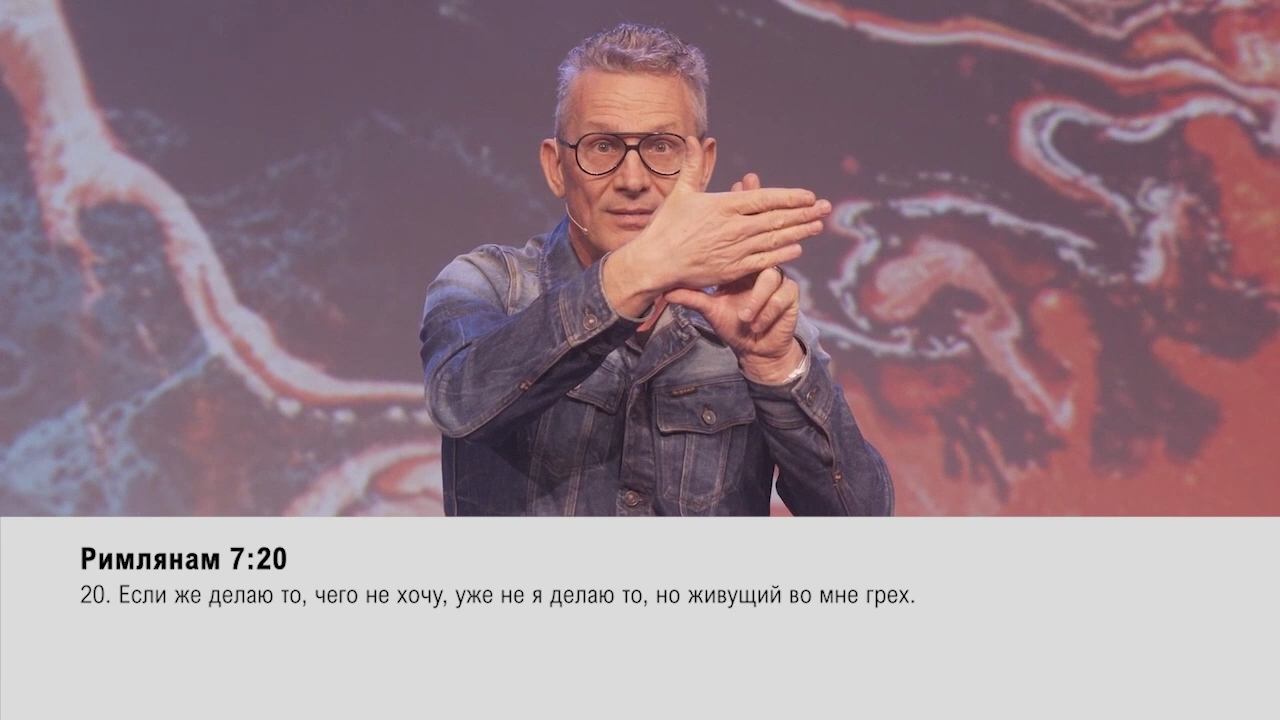 Римлянам 7:20
20. Если же делаю то, чего не хочу, уже не я делаю то, но живущий во мне грех.